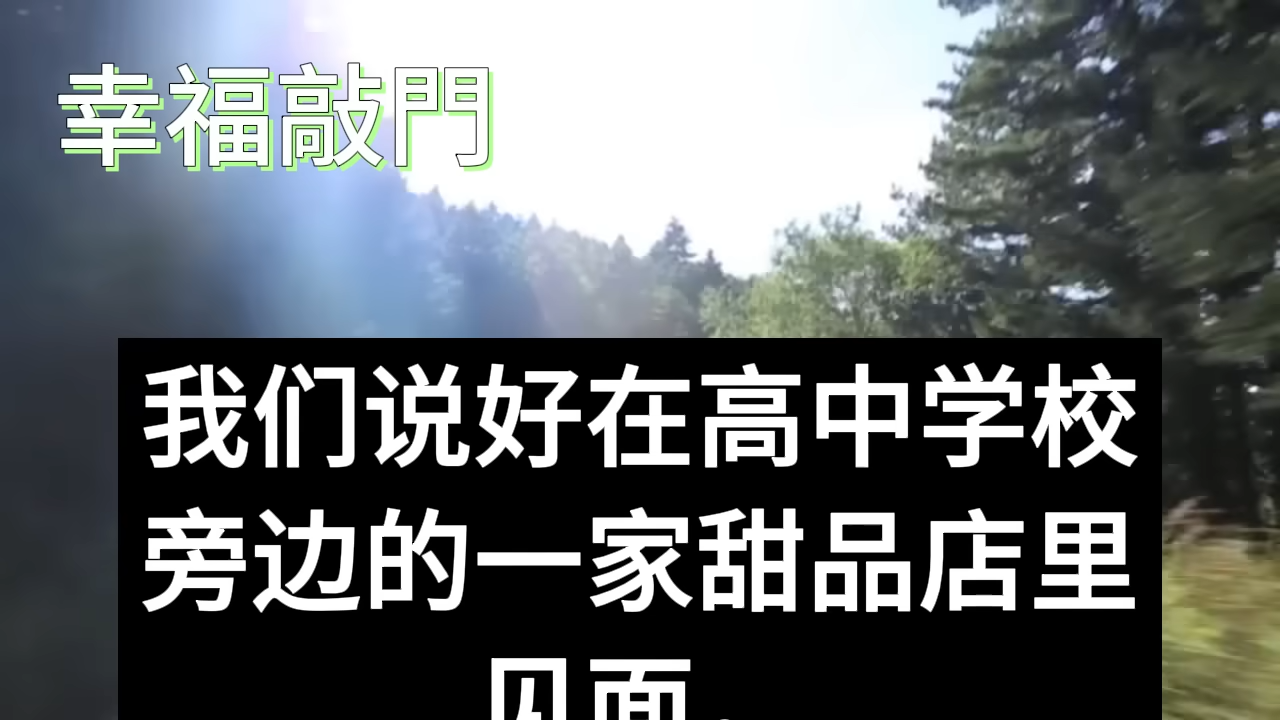 幸福敲門
我们说好在高中学校
旁边的一家甜品店里
见面。